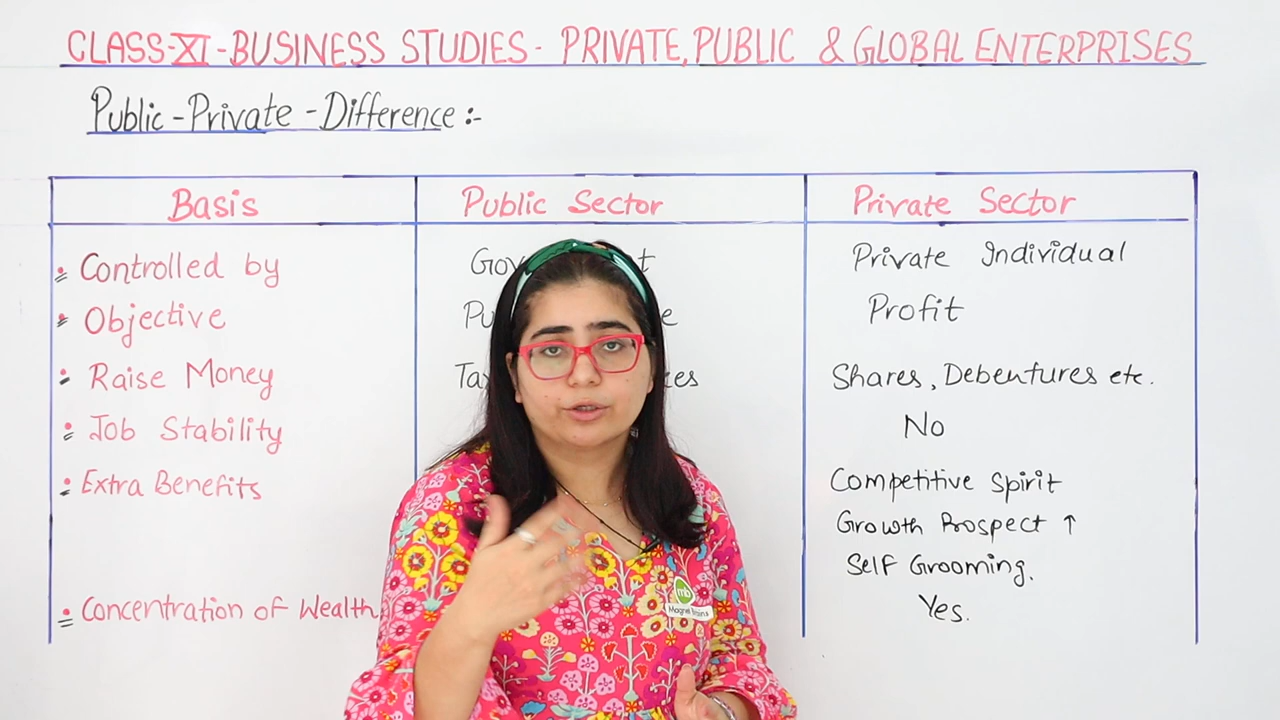 CLASS-XI-BUSINESS STUDIES - PRIVATE, PUBLIC & GLOBAL ENTERPRISES
Public - Private - Difference :-
Basis Public Sector Private Sector
Controlled by Private Individual
Objective Profit
Raise Money Shares, Debentures etc.
Job Stability No
Extra Benefits Competitive Spirit
Growth Prospect ↑
Self Grooming.
Concentration of Wealth Yes.
mb